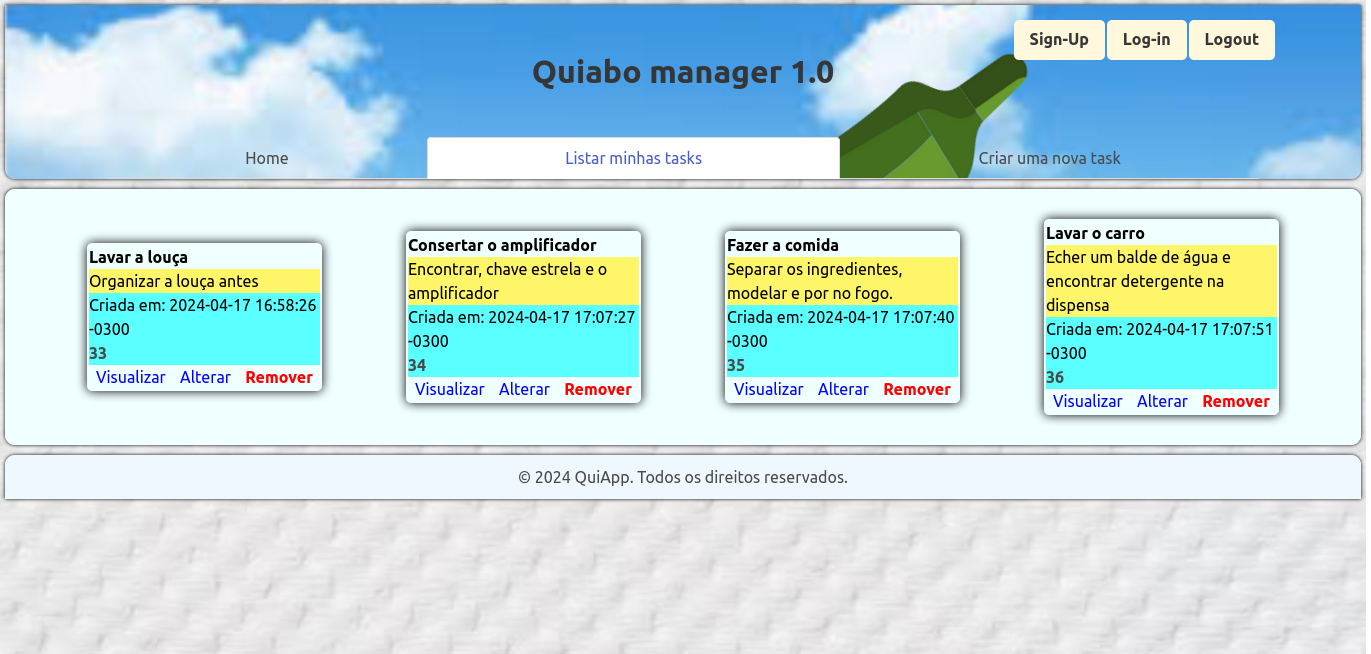 Sign-Up Log-in Logout
Quiabo manager 1.0
Home Listar minhas tasks Criar uma nova task
Lavar a louça
Organizar a louça antes
Criada em: 2024-04-17 16:58:26
-0300
33
Visualizar Alterar Remover
Consertar o amplificador
Encontrar, chave estrela e o
amplificador
Criada em: 2024-04-17 17:07:27
-0300
34
Visualizar Alterar Remover
Fazer a comida
Separar os ingredientes,
modelar e por no fogo.
Criada em: 2024-04-17 17:07:40
-0300
35
Visualizar Alterar Remover
Lavar o carro
Echer um balde de água e
encontrar detergente na
dispensa
Criada em: 2024-04-17 17:07:51
-0300
36
Visualizar Alterar Remover
© 2024 QuiApp. Todos os direitos reservados.